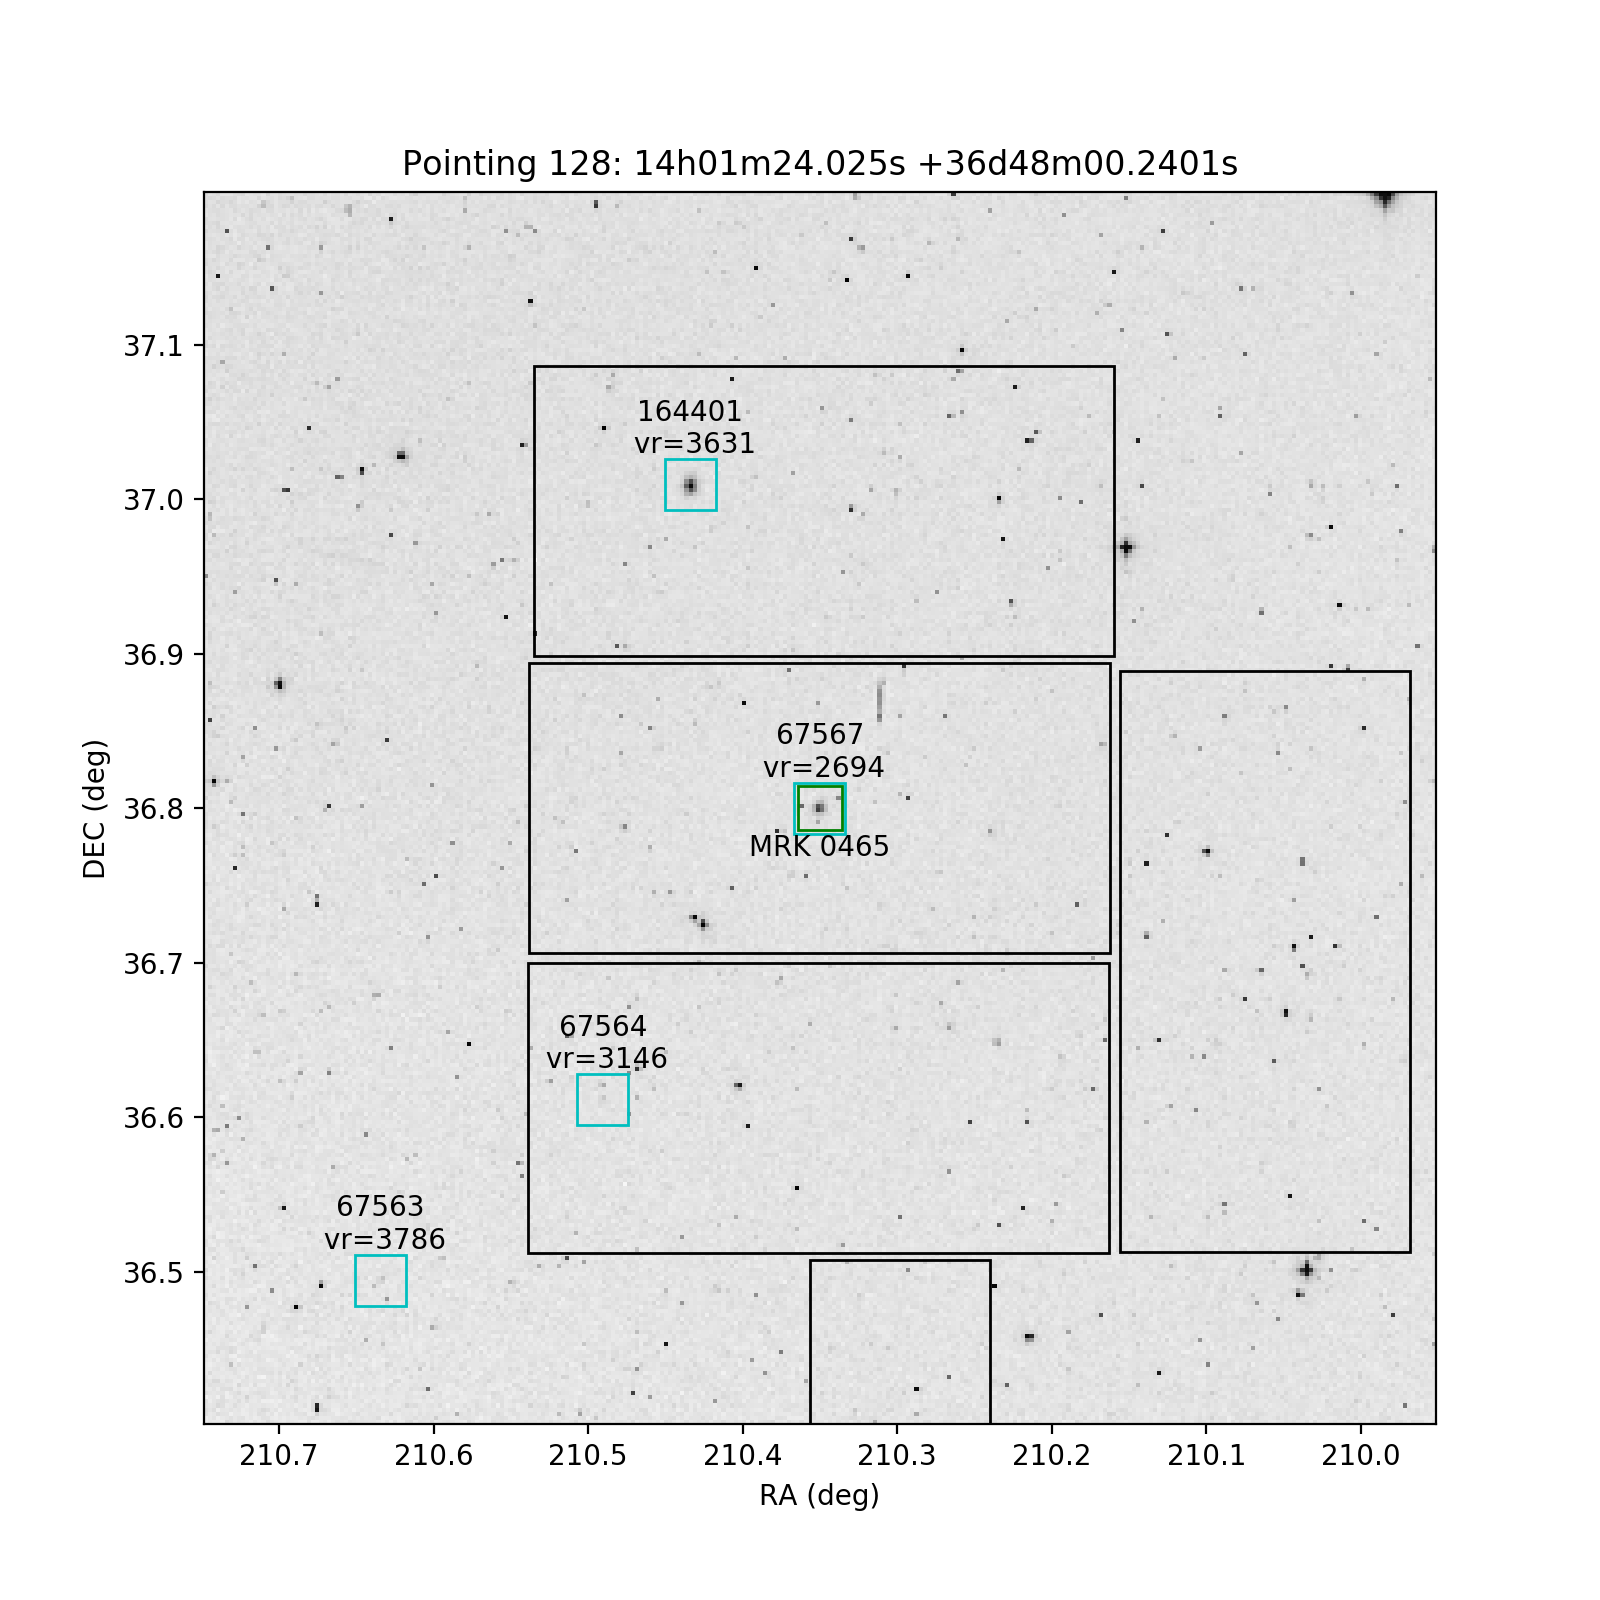 Pointing 128: 14h01m24.025s +36d48m00.2401s
37.1
37.0
36.9
36.8
36.7
36.6
36.5
DEC (deg)
164401
vr=3631
67567
vr=2694
MRK 0465
67564
vr=3146
67563
vr=3786
210.7 210.6 210.5 210.4 210.3 210.2 210.1 210.0
RA (deg)